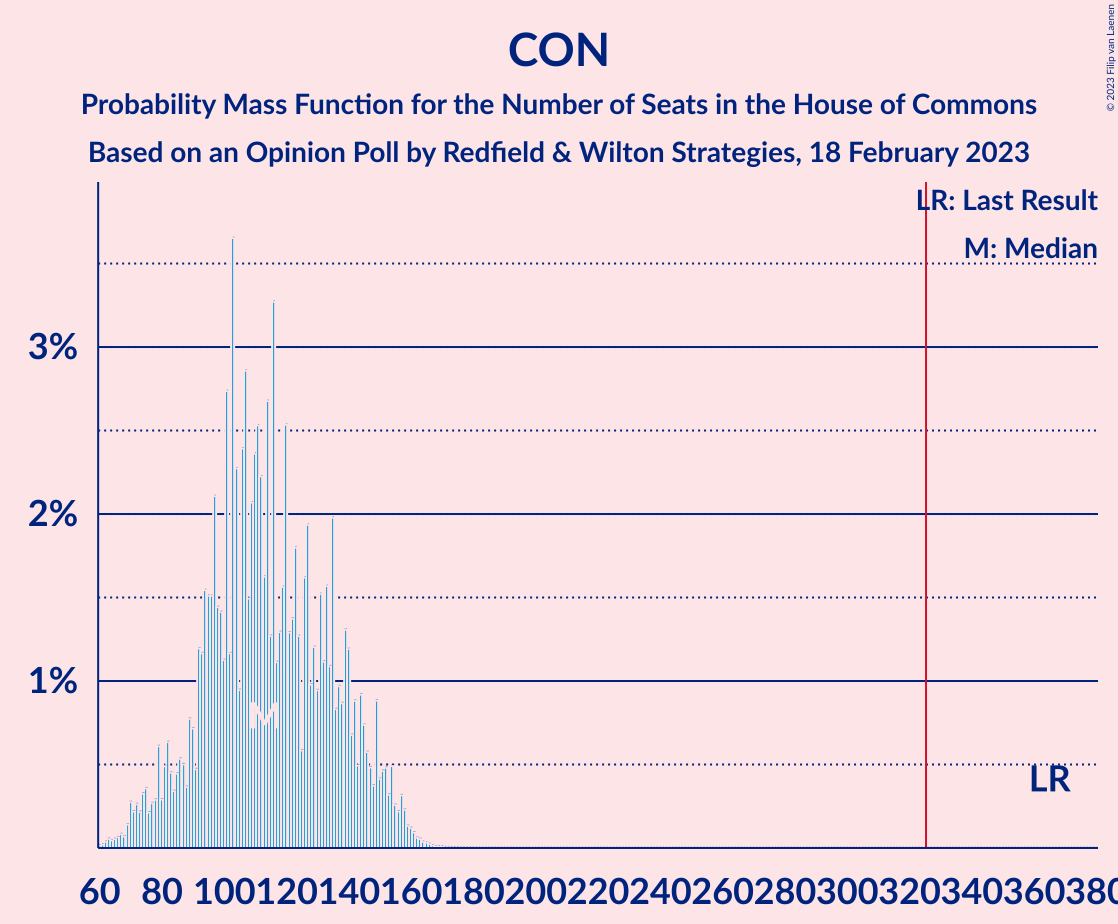 CON
Probability Mass Function for the Number of Seats in the House of Commons
Based on an Opinion Poll by Redfield & Wilton Strategies, 18 February 2023
© 2023 Filip van Laenen
LR: Last Result
M: Median
3%
2%
1%
M
LR
60 80 100 120 140 160 180 200 220 240 260 280 300 320 340 360 380